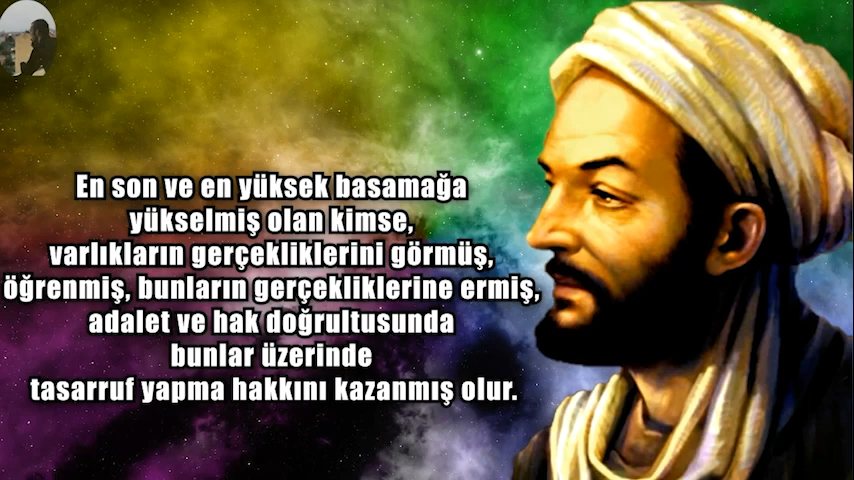 En son ve en yüksek basamağa
yükselmiş olan kimse,
varlıkların gerçekliklerini görmüş,
öğrenmiş, bunların gerçekliklerine ermiş,
adalet ve hak doğrultusunda
bunlar üzerinde
tasarruf yapma hakkını kazanmış olur.